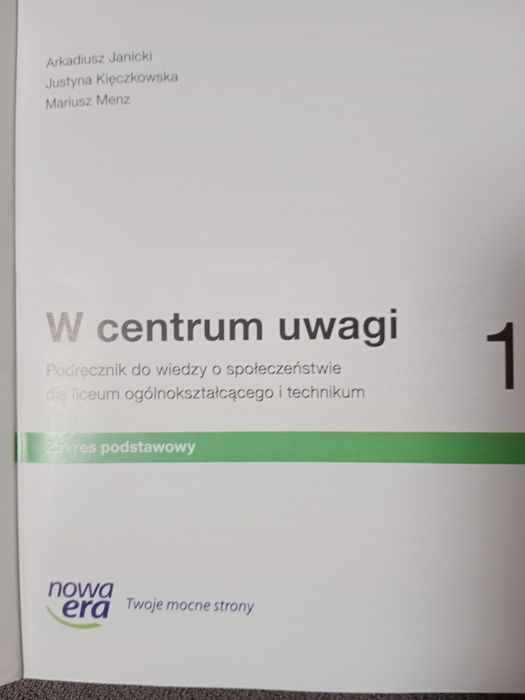 Arkadiusz Janicki
Justyna Kięczkowska
Mariusz Menz
W centrum uwagi
1
Podręcznik do wiedzy o społeczeństwie
dla liceum ogólnokształcącego i technikum
Zakres podstawowy
nowa
era
Twoje mocne strony